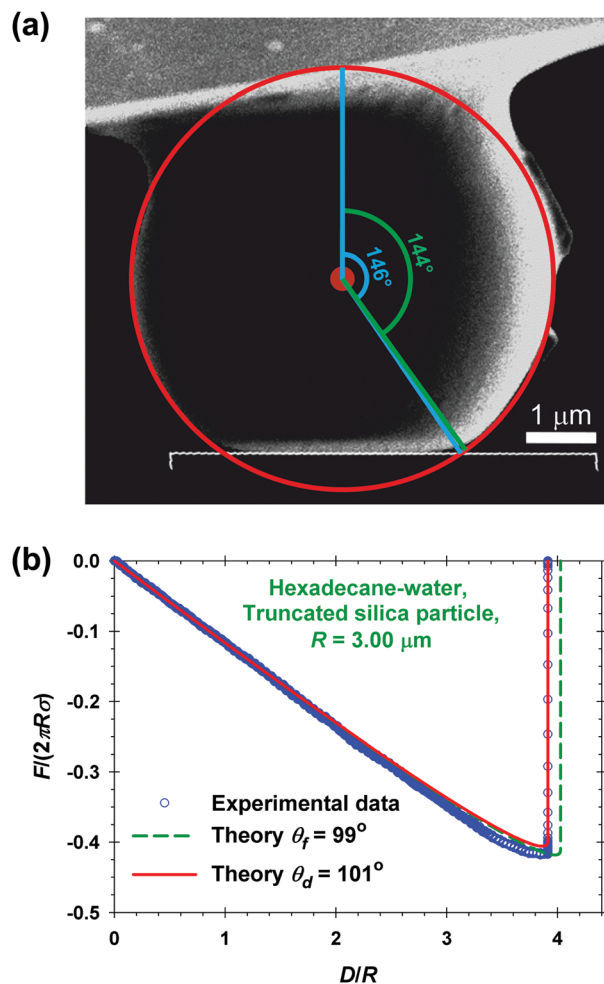 (a)
146°
144°
1 μm
(b)
Hexadecane-water,
Truncated silica particle,
R = 3.00 μm
Experimental data
Theory θf = 99°
Theory θd = 101°
F/(2πRσ)
0.0
-0.1
-0.2
-0.3
-0.4
-0.5
0 1 2 3 4
D/R